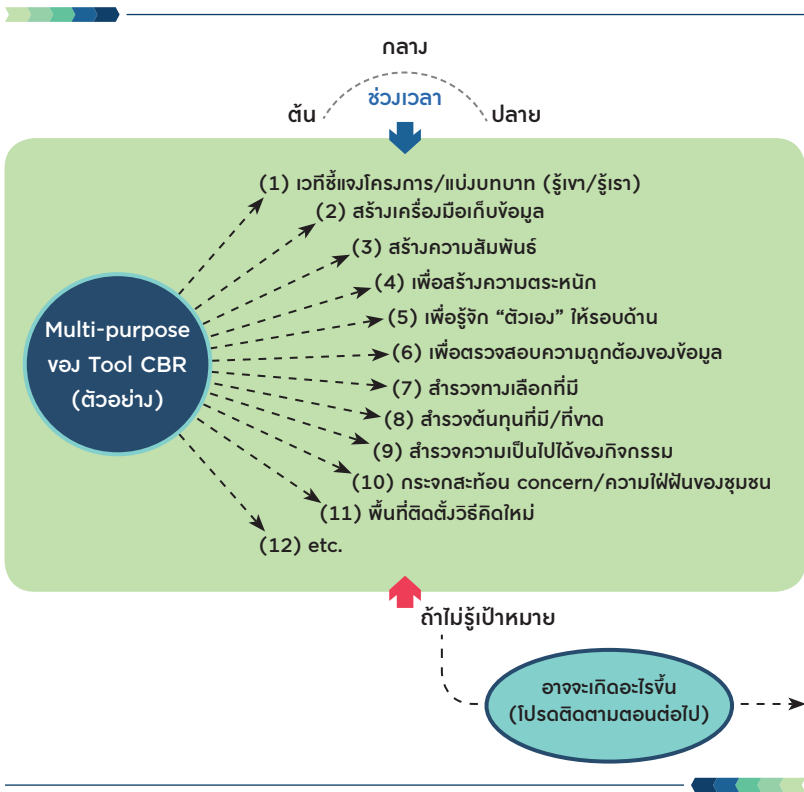 กลาง
ช่วงเวลา
ต้น
ปลาย
(1) เวทีชี้แจงโครงการ/แบ่งบทบาท (รู้เขา/รู้เรา)
(2) สร้างเครื่องมือเก็บข้อมูล
(3) สร้างความสัมพันธ์
(4) เพื่อสร้างความตระหนัก
(5) เพื่อรู้จัก “ตัวเอง” ให้รอบด้าน
(6) เพื่อตรวจสอบความถูกต้องของข้อมูล
(7) สำรวจทางเลือกที่มี
(8) สำรวจต้นทุนที่มี/ที่ขาด
(9) สำรวจความเป็นไปได้ของกิจกรรม
(10) กระจกสะท้อน concern/ความใฝ่ฝันของชุมชน
(11) พื้นที่ติดตั้งวิธีคิดใหม่
(12) etc.
Multi-purpose
ของ Tool CBR
(ตัวอย่าง)
ถ้าไม่รู้เป้าหมาย
อาจจะเกิดอะไรขึ้น
(โปรดติดตามตอนต่อไป)